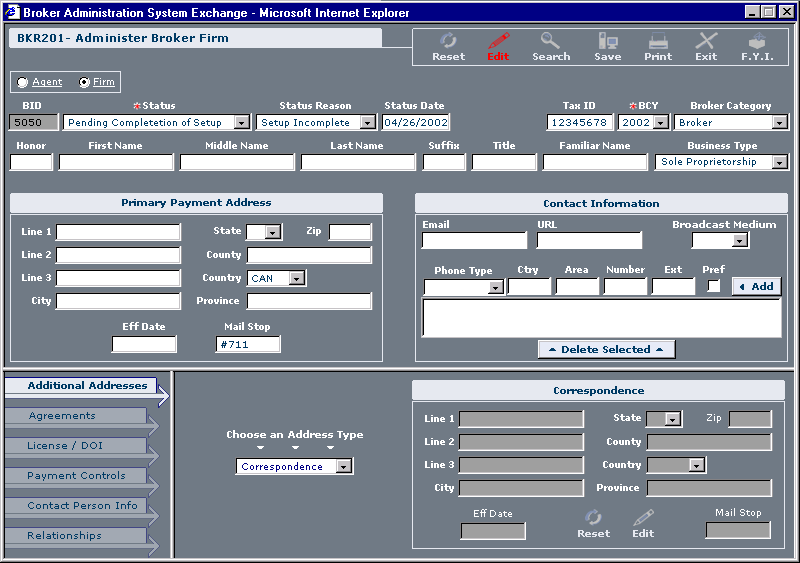 Broker Administration System Exchange - Microsoft Internet Explorer
BKR201- Administer Broker Firm
Reset Edit Search Save Print Exit F.Y.I.
Agent Firm
BID *Status Status Reason Status Date Tax ID *BCY Broker Category
5050 Pending Completetion of Setup Setup Incomplete 04/26/2002 12345678 2002 Broker
Honor First Name Middle Name Last Name Suffix Title Familiar Name Business Type
Sole Proprietorship
Primary Payment Address
Line 1 State Zip
Line 2 County
Line 3 Country CAN
City Province
Eff Date Mail Stop
#711
Contact Information
Email URL Broadcast Medium
Phone Type Ctry Area Number Ext Pref
Add
Delete Selected
Additional Addresses
Agreements
License / DOI
Payment Controls
Contact Person Info
Relationships
Choose an Address Type
Correspondence
Correspondence
Line 1 State Zip
Line 2 County
Line 3 Country
City Province
Eff Date Reset Edit Mail Stop